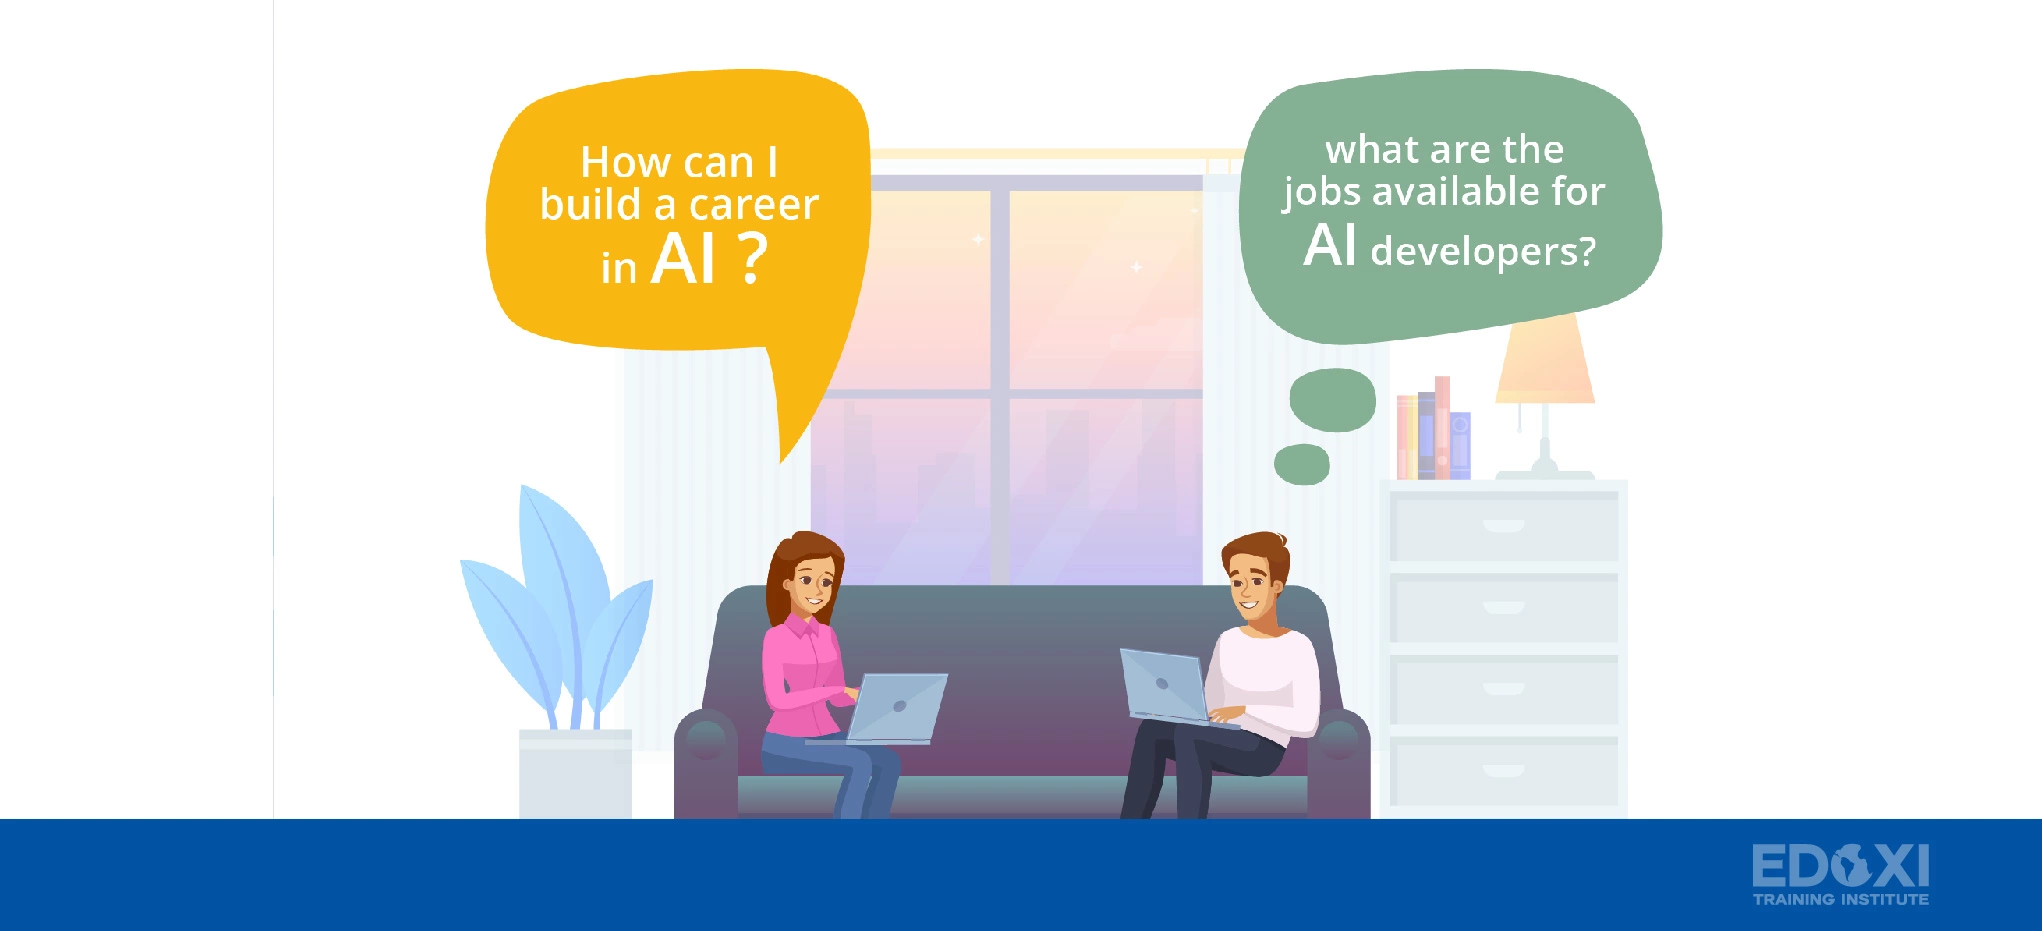 How can I
build a career
in AI ?
what are the
jobs available for
AI developers?
EDOXI
TRAINING INSTITUTE